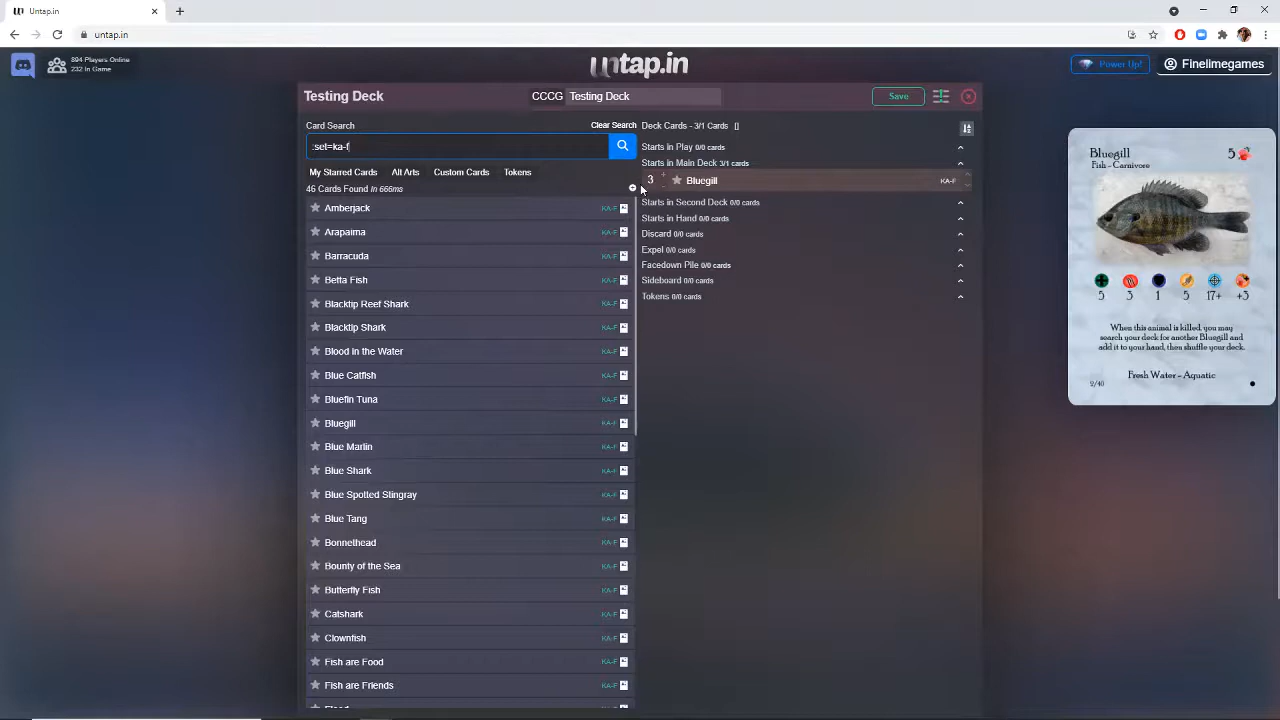 Untap.in
untap.in
894 Players Online
232 In Game
untap.in
Power Up!
Finelimegames
Testing Deck
CCCG
Testing Deck
Save
Card Search
Clear Search
:set=ka-f
My Starred Cards
Alt Arts
Custom Cards
Tokens
46 Cards Found in 666ms
Amberjack KA-F
Arapaima KA-F
Barracuda KA-F
Betta Fish KA-F
Blacktip Reef Shark KA-F
Blacktip Shark KA-F
Blood in the Water KA-F
Blue Catfish KA-F
Bluefin Tuna KA-F
Bluegill KA-F
Blue Marlin KA-F
Blue Shark KA-F
Blue Spotted Stingray KA-F
Blue Tang KA-F
Bonnethead KA-F
Bounty of the Sea KA-F
Butterfly Fish KA-F
Catshark KA-F
Clownfish KA-F
Fish are Food KA-F
Fish are Friends KA-F
Deck Cards - 3/1 Cards []
Starts in Play 0/0 cards
Starts in Main Deck 3/1 cards
3 Bluegill KA-F
Starts in Second Deck 0/0 cards
Starts in Hand 0/0 cards
Discard 0/0 cards
Expel 0/0 cards
Facedown Pile 0/0 cards
Sideboard 0/0 cards
Tokens 0/0 cards
Bluegill 5
Fish - Carnivore
5 3 1 5 17+ +3
When this animal is killed, you may
search your deck for another Bluegill and
add it to your hand, then shuffle your deck.
Fresh Water - Aquatic
2/40